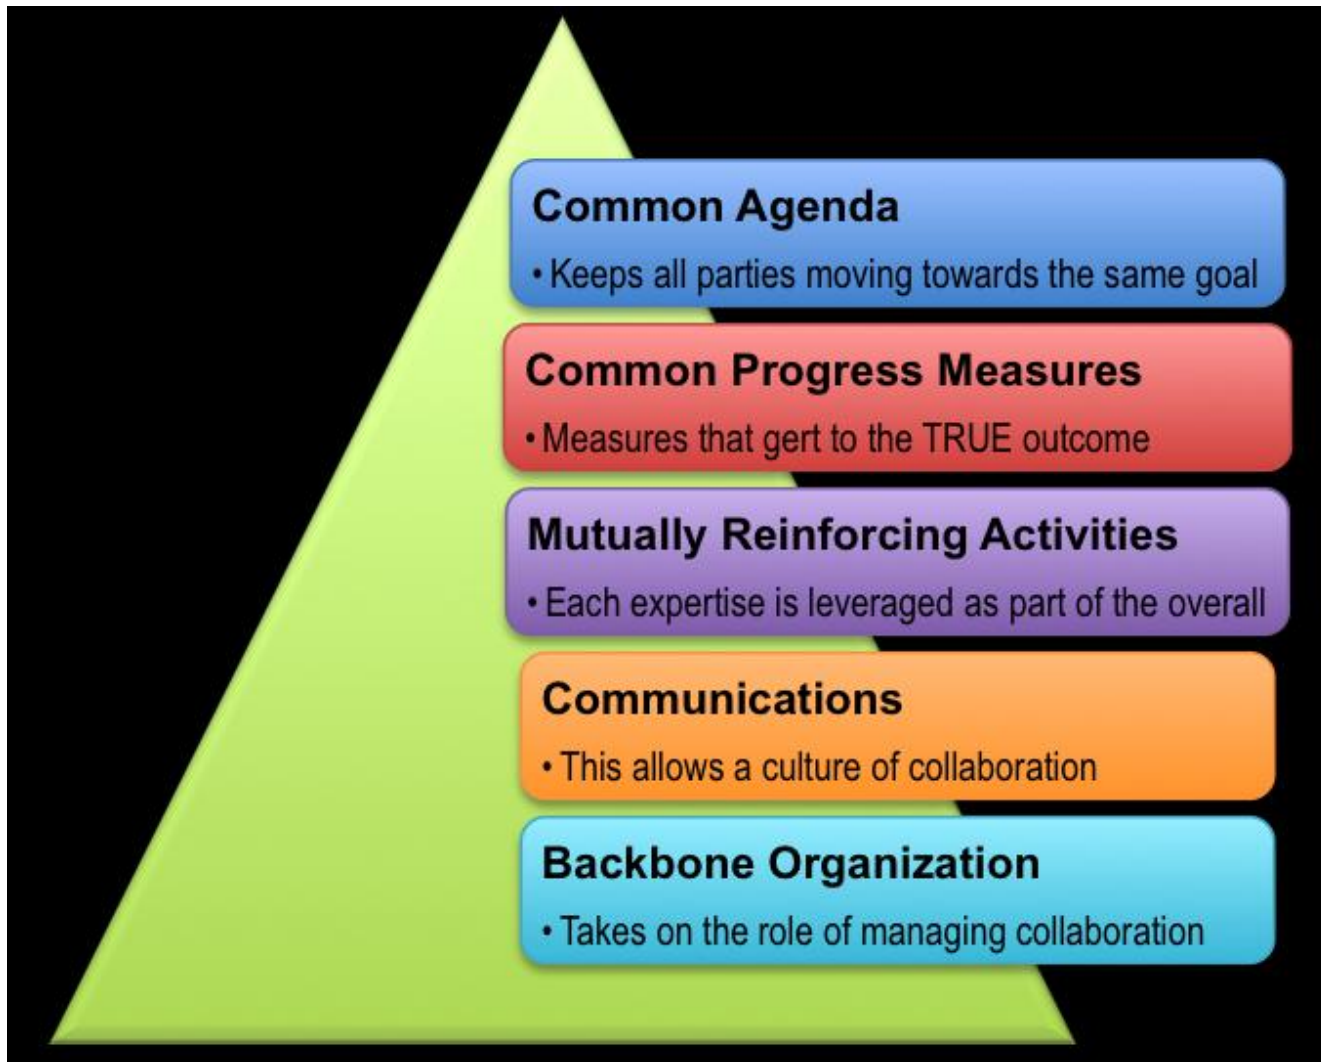 Common Agenda
• Keeps all parties moving towards the same goal
Common Progress Measures
• Measures that gert to the TRUE outcome
Mutually Reinforcing Activities
• Each expertise is leveraged as part of the overall
Communications
• This allows a culture of collaboration
Backbone Organization
• Takes on the role of managing collaboration